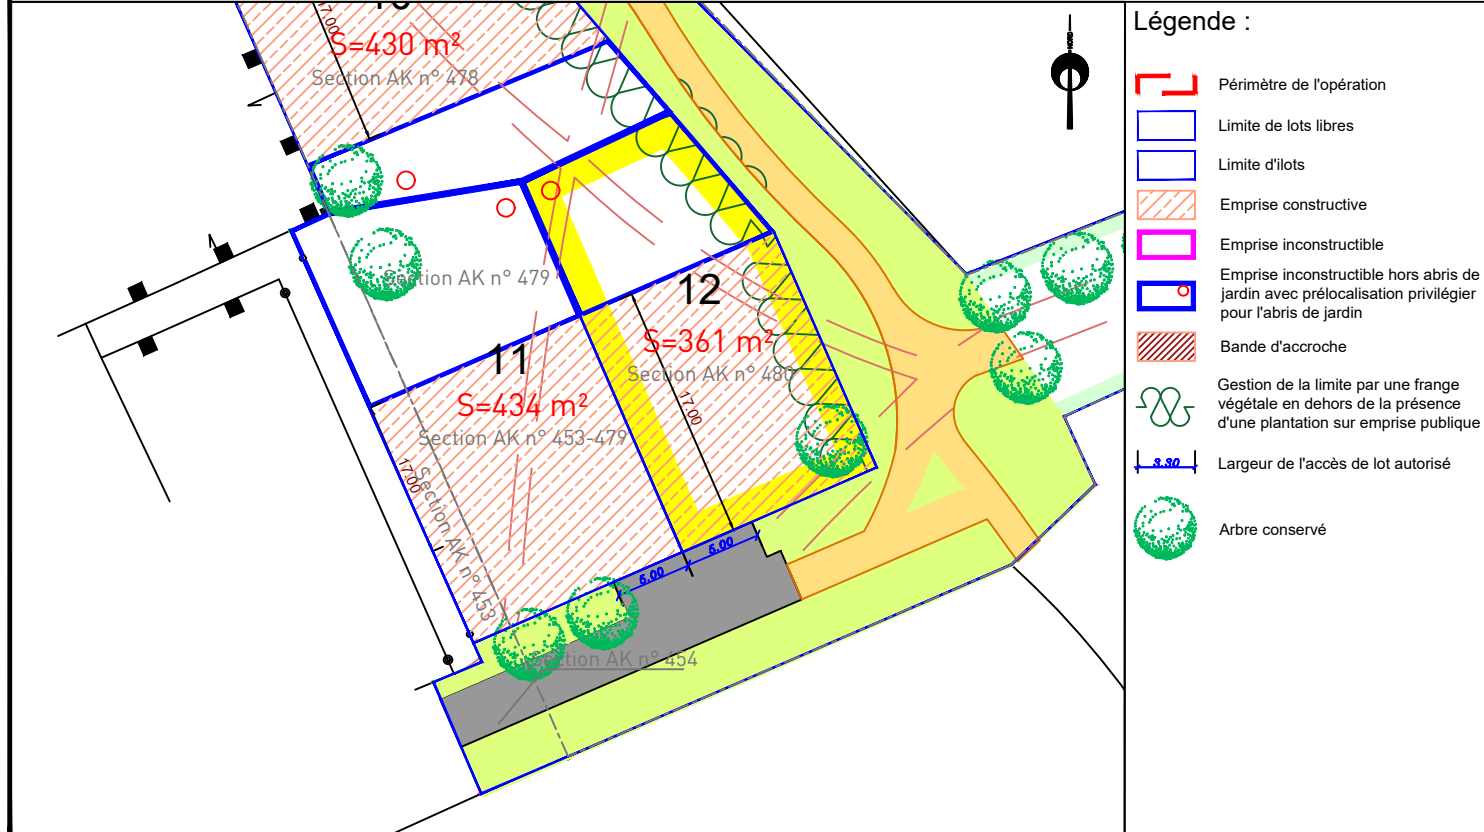 17.00
S=430 m²
Section AK n° 478
NORD
Section AK n° 479
12
S=361 m²
Section AK n° 480
17.00
11
S=434 m²
Section AK n° 453-479
17.00
Section AK n° 453
5.00
5.00
Section AK n° 454
Légende :
Périmètre de l'opération
Limite de lots libres
Limite d'ilots
Emprise constructive
Emprise inconstructible
Emprise inconstructible hors abris de
jardin avec prélocalisation privilégier
pour l'abris de jardin
Bande d'accroche
Gestion de la limite par une frange
végétale en dehors de la présence
d'une plantation sur emprise publique
3.30
Largeur de l'accès de lot autorisé
Arbre conservé